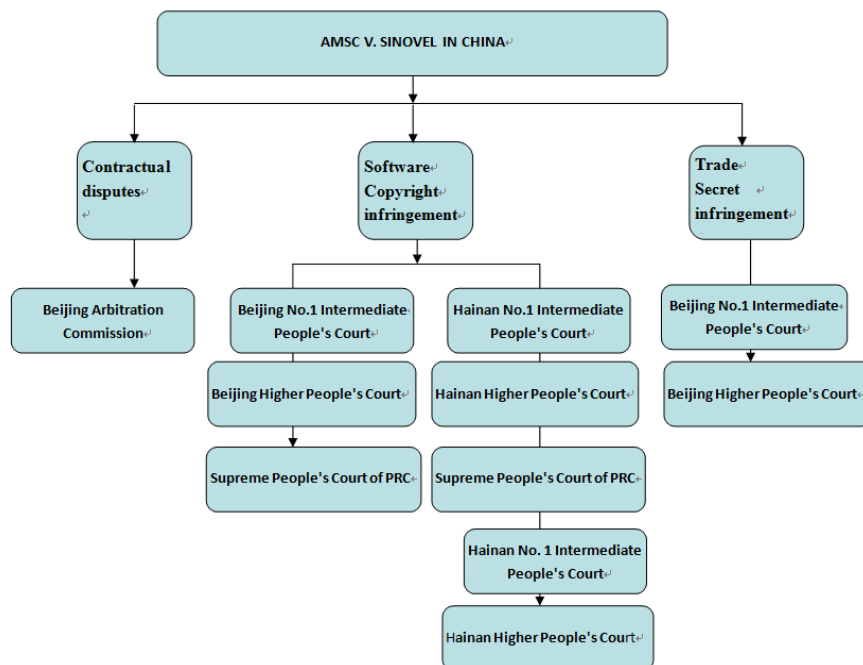 AMSC V. SINOVEL IN CHINA↵
Contractual
disputes↵
↵
Software↵
Copyright↵
infringement↵
Trade↵
Secret ↵
infringement↵
Beijing Arbitration
Commission↵
Beijing No.1 Intermediate↵
People's Court↵
Beijing Higher People's Court↵
Supreme People's Court of PRC↵
Hainan No.1 Intermediate
People's Court↵
Hainan Higher People's Court↵
Supreme People's Court of PRC↵
Hainan No. 1 Intermediate
People's Court↵
Hainan Higher People's Court↵
Beijing No.1 Intermediate↵
People's Court↵
Beijing Higher People's Court↵